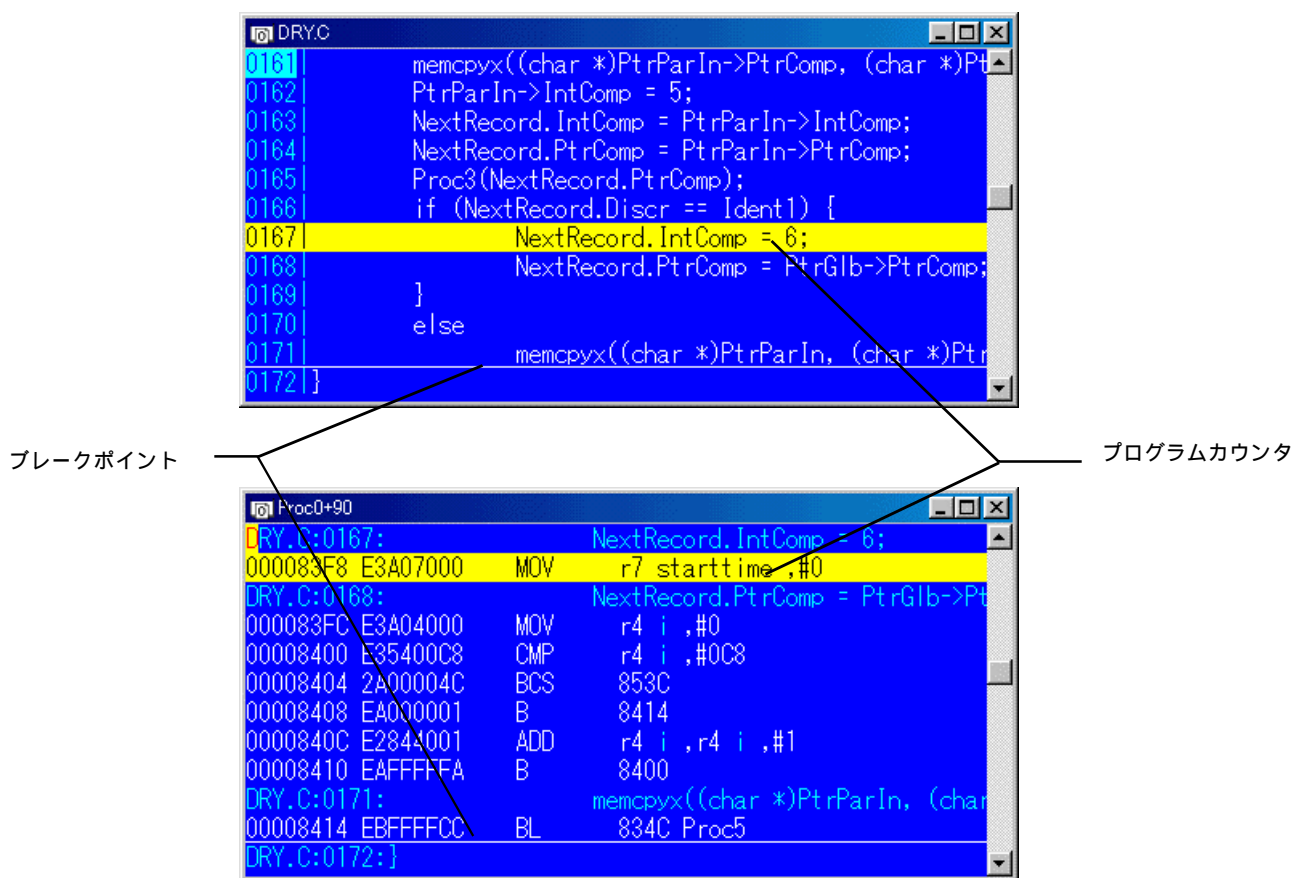 DRY.C
0161| memcpyx((char *)PtrParIn->PtrComp, (char *)Pt
0162| PtrParIn->IntComp = 5;
0163| NextRecord.IntComp = PtrParIn->IntComp;
0164| NextRecord.PtrComp = PtrParIn->PtrComp;
0165| Proc3(NextRecord.PtrComp);
0166| if (NextRecord.Discr == Ident1) {
0167| NextRecord.IntComp = 6;
0168| NextRecord.PtrComp = PtrGlb->PtrComp;
0169| }
0170| else
0171| memcpyx((char *)PtrParIn, (char *)Ptr
0172|}
ブレークポイント
プログラムカウンタ
Proc0+90
DRY.C:0167: NextRecord.IntComp = 6;
000083F8 E3A07000 MOV r7 starttime ,#0
DRY.C:0168: NextRecord.PtrComp = PtrGlb->Pt
000083FC E3A04000 MOV r4 i ,#0
00008400 E35400C8 CMP r4 i ,#0C8
00008404 2A00004C BCS 853C
00008408 EA000001 B 8414
0000840C E2844001 ADD r4 i ,r4 i ,#1
00008410 EAFFFFFA B 8400
DRY.C:0171: memcpyx((char *)PtrParIn, (char
00008414 EBFFFFCC BL 834C Proc5
DRY.C:0172:}